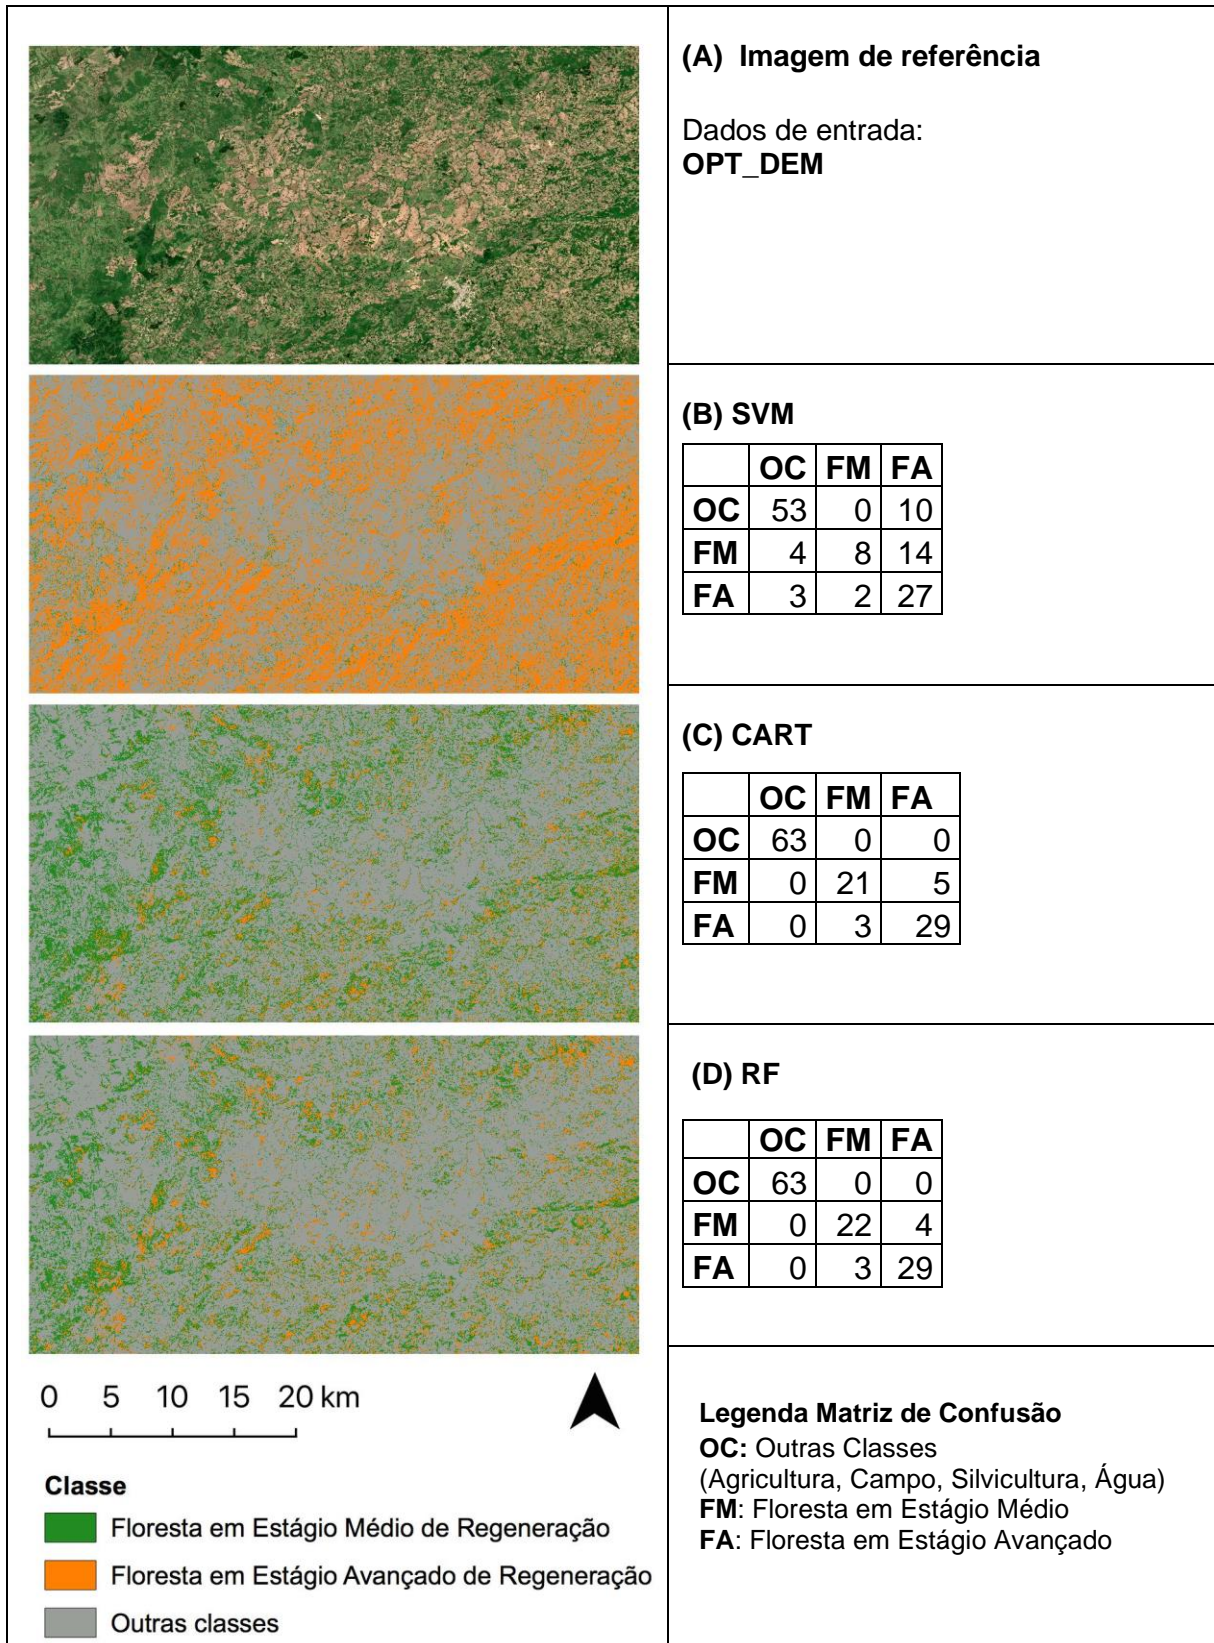 (A) Imagem de referência
Dados de entrada:
OPT_DEM
(B) SVM
OC FM FA
OC 53 0 10
FM 4 8 14
FA 3 2 27
(C) CART
OC FM FA
OC 63 0 0
FM 0 21 5
FA 0 3 29
(D) RF
OC FM FA
OC 63 0 0
FM 0 22 4
FA 0 3 29
0 5 10 15 20 km
Classe
Floresta em Estágio Médio de Regeneração
Floresta em Estágio Avançado de Regeneração
Outras classes
Legenda Matriz de Confusão
OC: Outras Classes
(Agricultura, Campo, Silvicultura, Água)
FM: Floresta em Estágio Médio
FA: Floresta em Estágio Avançado